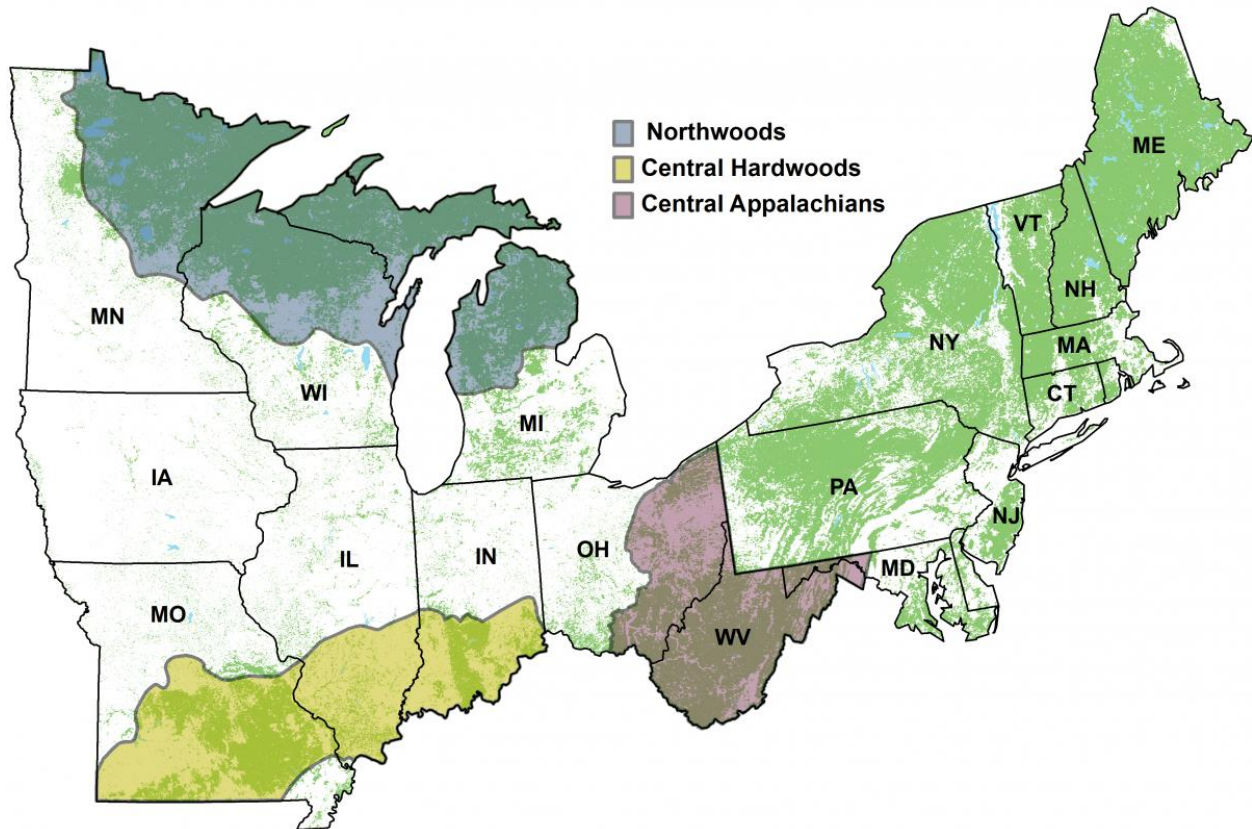 Northwoods
Central Hardwoods
Central Appalachians
ME
VT
NH
MN
NY
MA
WI
CT
MI
IA
PA
NJ
OH
IN
IL
MD
MO
WV